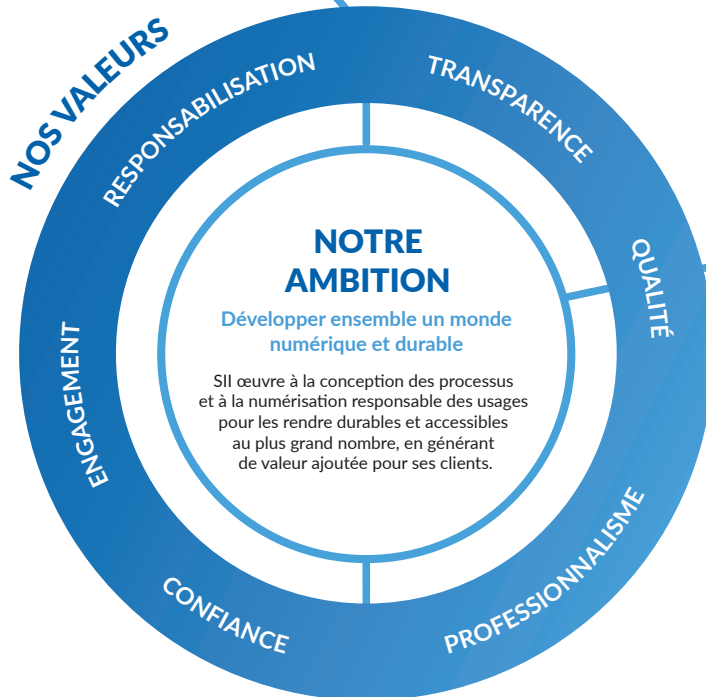 NOS VALEURS
RESPONSABILISATION
TRANSPARENCE
QUALITÉ
PROFESSIONNALISME
CONFIANCE
ENGAGEMENT
NOTRE
AMBITION
Développer ensemble un monde
numérique et durable
SII œuvre à la conception des processus
et à la numérisation responsable des usages
pour les rendre durables et accessibles
au plus grand nombre, en générant
de valeur ajoutée pour ses clients.